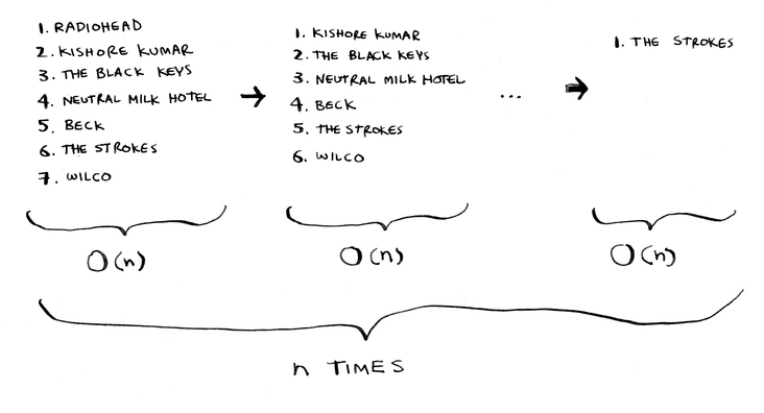 1. RADIOHEAD
2. KISHORE KUMAR
3. THE BLACK KEYS
4. NEUTRAL MILK HOTEL
5. BECK
6. THE STROKES
7. WILCO
1. KISHORE KUMAR
2. THE BLACK KEYS
3. NEUTRAL MILK HOTEL
4. BECK
5. THE STROKES
6. WILCO
...
1. THE STROKES
O(n)
O(n)
O(n)
n TIMES